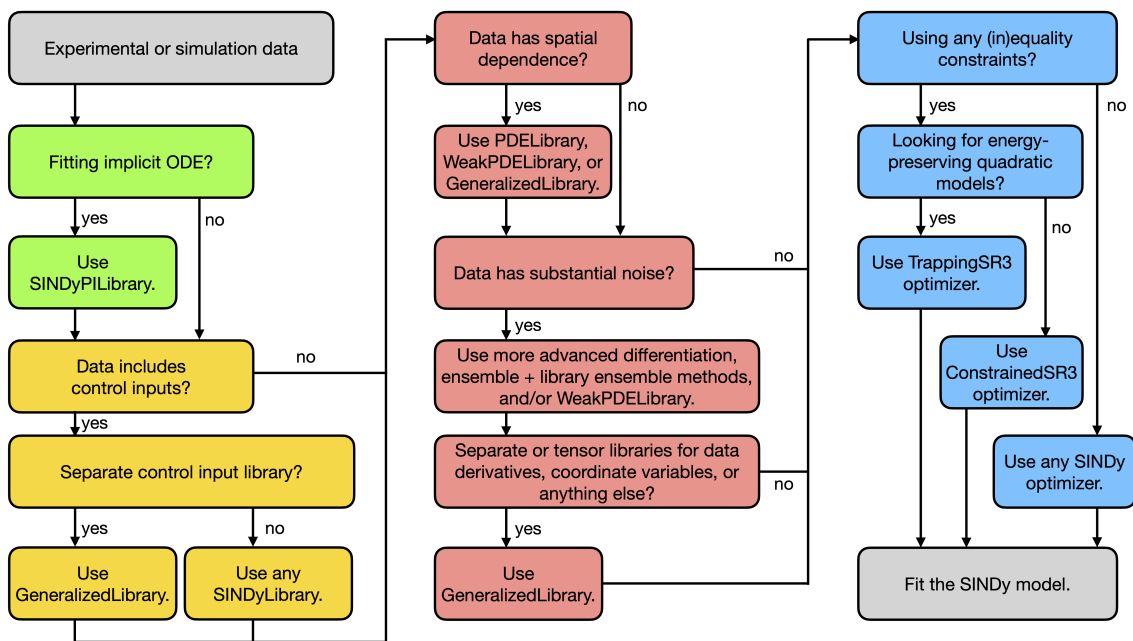 Experimental or simulation data
Fitting implicit ODE?
yes
no
Use
SINDyPILibrary.
Data includes
control inputs?
no
yes
Separate control input library?
yes
no
Use
GeneralizedLibrary.
Use any
SINDyLibrary.
Data has spatial
dependence?
yes
no
Use PDELibrary,
WeakPDELibrary, or
GeneralizedLibrary.
Data has substantial noise?
no
yes
Use more advanced differentiation,
ensemble + library ensemble methods,
and/or WeakPDELibrary.
Separate or tensor libraries for data
derivatives, coordinate variables, or
anything else?
no
yes
Use
GeneralizedLibrary.
Using any (in)equality
constraints?
yes
no
Looking for energy-
preserving quadratic
models?
yes
no
Use TrappingSR3
optimizer.
Use
ConstrainedSR3
optimizer.
Use any SINDy
optimizer.
Fit the SINDy model.